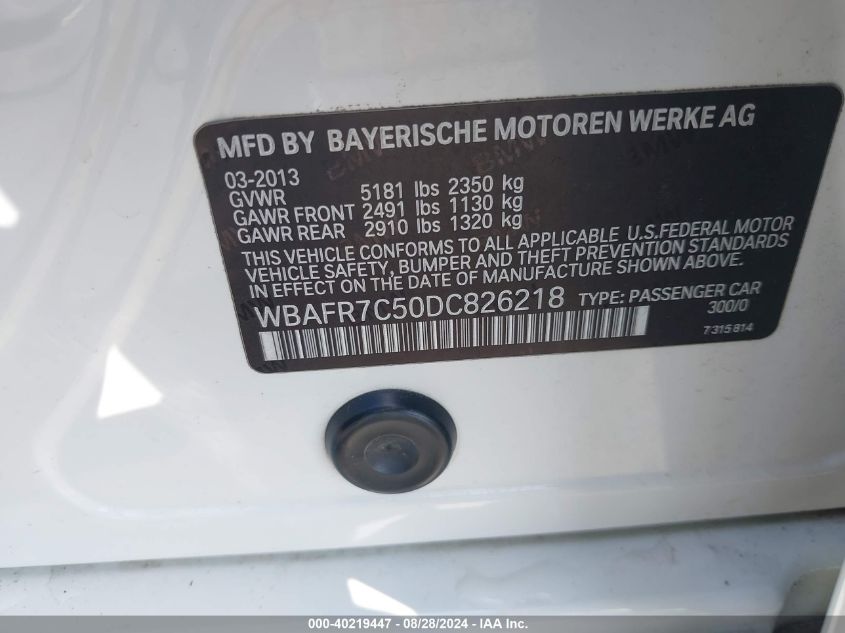 MFD BY BAYERISCHE MOTOREN WERKE AG
03-2013
GVWR 5181 lbs 2350 kg
GAWR FRONT 2491 lbs 1130 kg
GAWR REAR 2910 lbs 1320 kg
THIS VEHICLE CONFORMS TO ALL APPLICABLE U.S.FEDERAL MOTOR
VEHICLE SAFETY, BUMPER AND THEFT PREVENTION STANDARDS
IN EFFECT ON THE DATE OF MANUFACTURE SHOWN ABOVE.
WBAFR7C50DC826218 TYPE: PASSENGER CAR
300/0
7315814
000-40219447 - 08/28/2024 - IAA Inc.